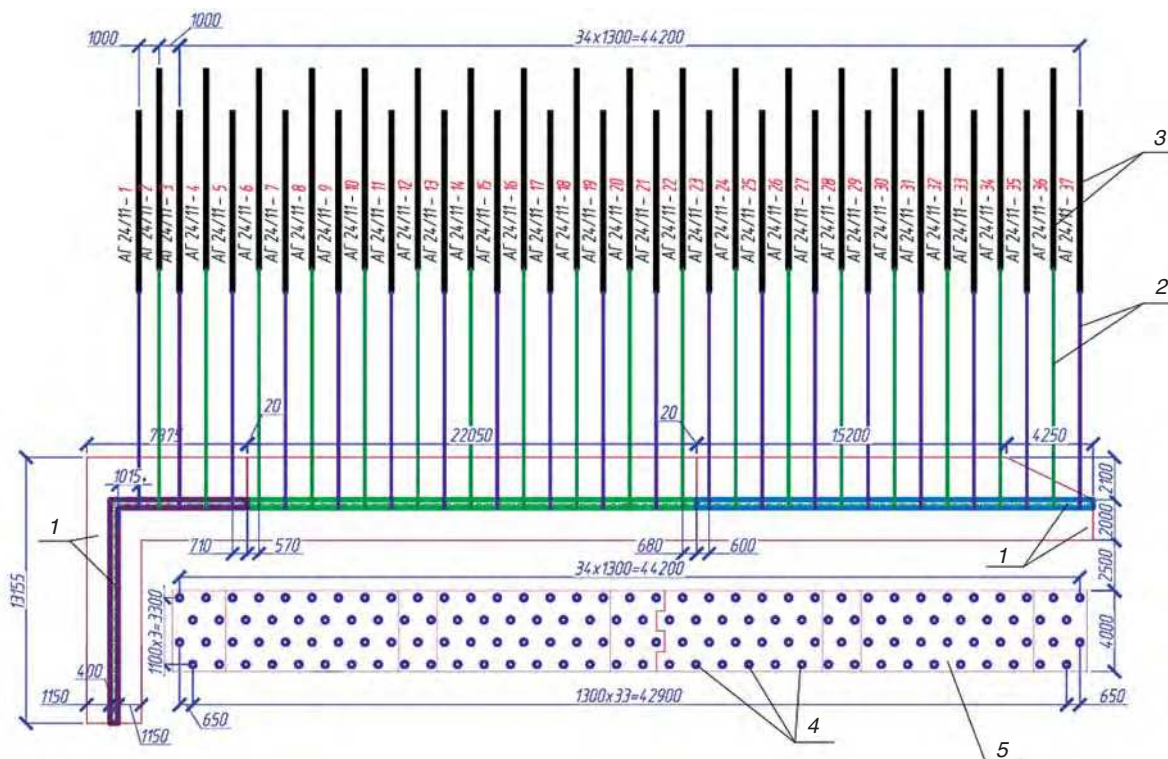 1000
1000
34x1300=44200
3
АГ 24/11 - 1
АГ 24/11 - 2
АГ 24/11 - 3
АГ 24/11 - 4
АГ 24/11 - 5
АГ 24/11 - 6
АГ 24/11 - 7
АГ 24/11 - 8
АГ 24/11 - 9
АГ 24/11 - 10
АГ 24/11 - 11
АГ 24/11 - 12
АГ 24/11 - 13
АГ 24/11 - 14
АГ 24/11 - 15
АГ 24/11 - 16
АГ 24/11 - 17
АГ 24/11 - 18
АГ 24/11 - 19
АГ 24/11 - 20
АГ 24/11 - 21
АГ 24/11 - 22
АГ 24/11 - 23
АГ 24/11 - 24
АГ 24/11 - 25
АГ 24/11 - 26
АГ 24/11 - 27
АГ 24/11 - 28
АГ 24/11 - 29
АГ 24/11 - 30
АГ 24/11 - 31
АГ 24/11 - 32
АГ 24/11 - 33
АГ 24/11 - 34
АГ 24/11 - 35
АГ 24/11 - 36
АГ 24/11 - 37
2
20
20
7875
22050
15200
4250
1015
2100
1
2000
1
710
570
680
600
13155
34x1300=44200
2500
1100x3=3300
4000
400
1150
1150
650
1300x33=42900
650
4
5